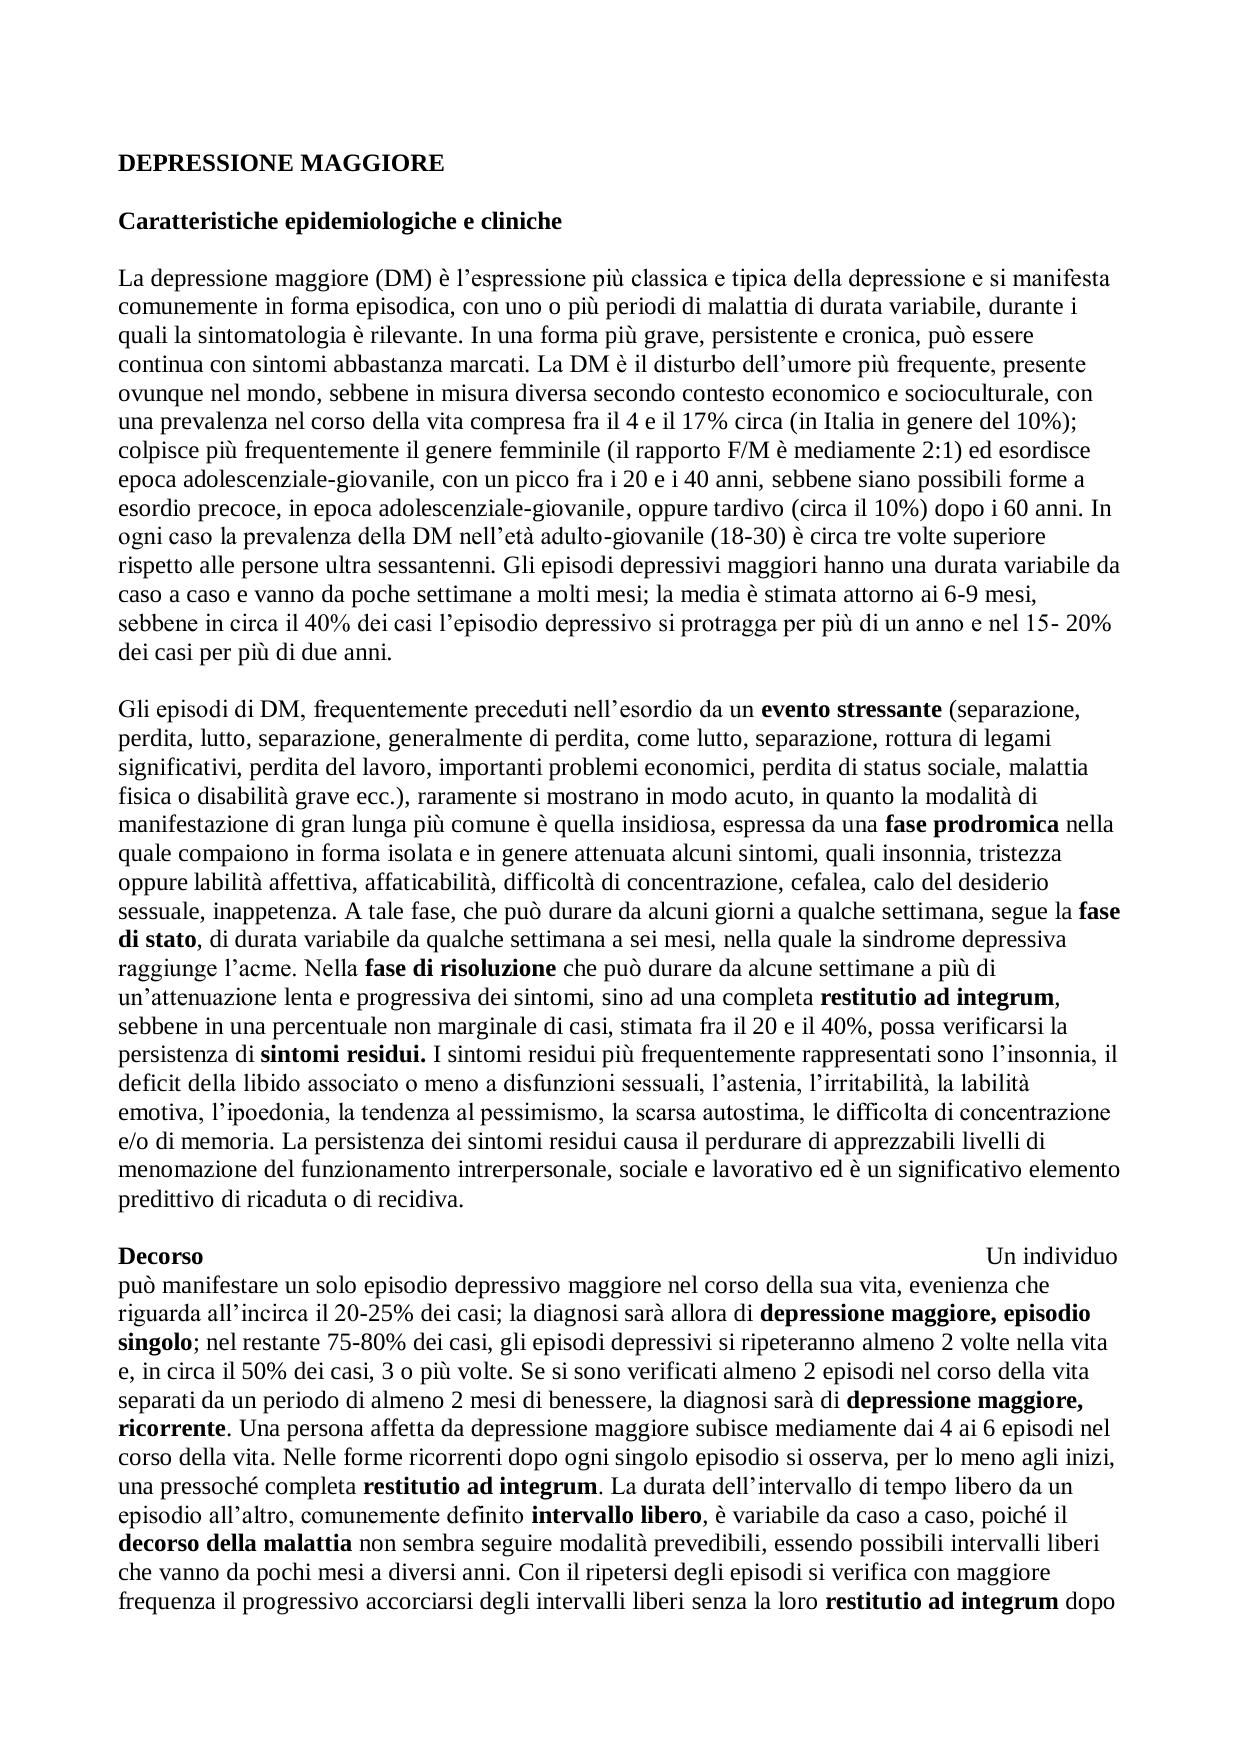 DEPRESSIONE MAGGIORE
Caratteristiche epidemiologiche e cliniche
La depressione maggiore (DM) è l’espressione più classica e tipica della depressione e si manifesta
comunemente in forma episodica, con uno o più periodi di malattia di durata variabile, durante i
quali la sintomatologia è rilevante. In una forma più grave, persistente e cronica, può essere
continua con sintomi abbastanza marcati. La DM è il disturbo dell’umore più frequente, presente
ovunque nel mondo, sebbene in misura diversa secondo contesto economico e socioculturale, con
una prevalenza nel corso della vita compresa fra il 4 e il 17% circa (in Italia in genere del 10%);
colpisce più frequentemente il genere femminile (il rapporto F/M è mediamente 2:1) ed esordisce
epoca adolescenziale-giovanile, con un picco fra i 20 e i 40 anni, sebbene siano possibili forme a
esordio precoce, in epoca adolescenziale-giovanile, oppure tardivo (circa il 10%) dopo i 60 anni. In
ogni caso la prevalenza della DM nell’età adulto-giovanile (18-30) è circa tre volte superiore
rispetto alle persone ultra sessantenni. Gli episodi depressivi maggiori hanno una durata variabile da
caso a caso e vanno da poche settimane a molti mesi; la media è stimata attorno ai 6-9 mesi,
sebbene in circa il 40% dei casi l’episodio depressivo si protragga per più di un anno e nel 15- 20%
dei casi per più di due anni.
Gli episodi di DM, frequentemente preceduti nell’esordio da un evento stressante (separazione,
perdita, lutto, separazione, generalmente di perdita, come lutto, separazione, rottura di legami
significativi, perdita del lavoro, importanti problemi economici, perdita di status sociale, malattia
fisica o disabilità grave ecc.), raramente si mostrano in modo acuto, in quanto la modalità di
manifestazione di gran lunga più comune è quella insidiosa, espressa da una fase prodromica nella
quale compaiono in forma isolata e in genere attenuata alcuni sintomi, quali insonnia, tristezza
oppure labilità affettiva, affaticabilità, difficoltà di concentrazione, cefalea, calo del desiderio
sessuale, inappetenza. A tale fase, che può durare da alcuni giorni a qualche settimana, segue la fase
di stato, di durata variabile da qualche settimana a sei mesi, nella quale la sindrome depressiva
raggiunge l’acme. Nella fase di risoluzione che può durare da alcune settimane a più di
un’attenuazione lenta e progressiva dei sintomi, sino ad una completa restitutio ad integrum,
sebbene in una percentuale non marginale di casi, stimata fra il 20 e il 40%, possa verificarsi la
persistenza di sintomi residui. I sintomi residui più frequentemente rappresentati sono l’insonnia, il
deficit della libido associato o meno a disfunzioni sessuali, l’astenia, l’irritabilità, la labilità
emotiva, l’ipoedonia, la tendenza al pessimismo, la scarsa autostima, le difficolta di concentrazione
e/o di memoria. La persistenza dei sintomi residui causa il perdurare di apprezzabili livelli di
menomazione del funzionamento intrerpersonale, sociale e lavorativo ed è un significativo elemento
predittivo di ricaduta o di recidiva.
Decorso Un individuo
può manifestare un solo episodio depressivo maggiore nel corso della sua vita, evenienza che
riguarda all’incirca il 20-25% dei casi; la diagnosi sarà allora di depressione maggiore, episodio
singolo; nel restante 75-80% dei casi, gli episodi depressivi si ripeteranno almeno 2 volte nella vita
e, in circa il 50% dei casi, 3 o più volte. Se si sono verificati almeno 2 episodi nel corso della vita
separati da un periodo di almeno 2 mesi di benessere, la diagnosi sarà di depressione maggiore,
ricorrente. Una persona affetta da depressione maggiore subisce mediamente dai 4 ai 6 episodi nel
corso della vita. Nelle forme ricorrenti dopo ogni singolo episodio si osserva, per lo meno agli inizi,
una pressoché completa restitutio ad integrum. La durata dell’intervallo di tempo libero da un
episodio all’altro, comunemente definito intervallo libero, è variabile da caso a caso, poiché il
decorso della malattia non sembra seguire modalità prevedibili, essendo possibili intervalli liberi
che vanno da pochi mesi a diversi anni. Con il ripetersi degli episodi si verifica con maggiore
frequenza il progressivo accorciarsi degli intervalli liberi senza la loro restitutio ad integrum dopo